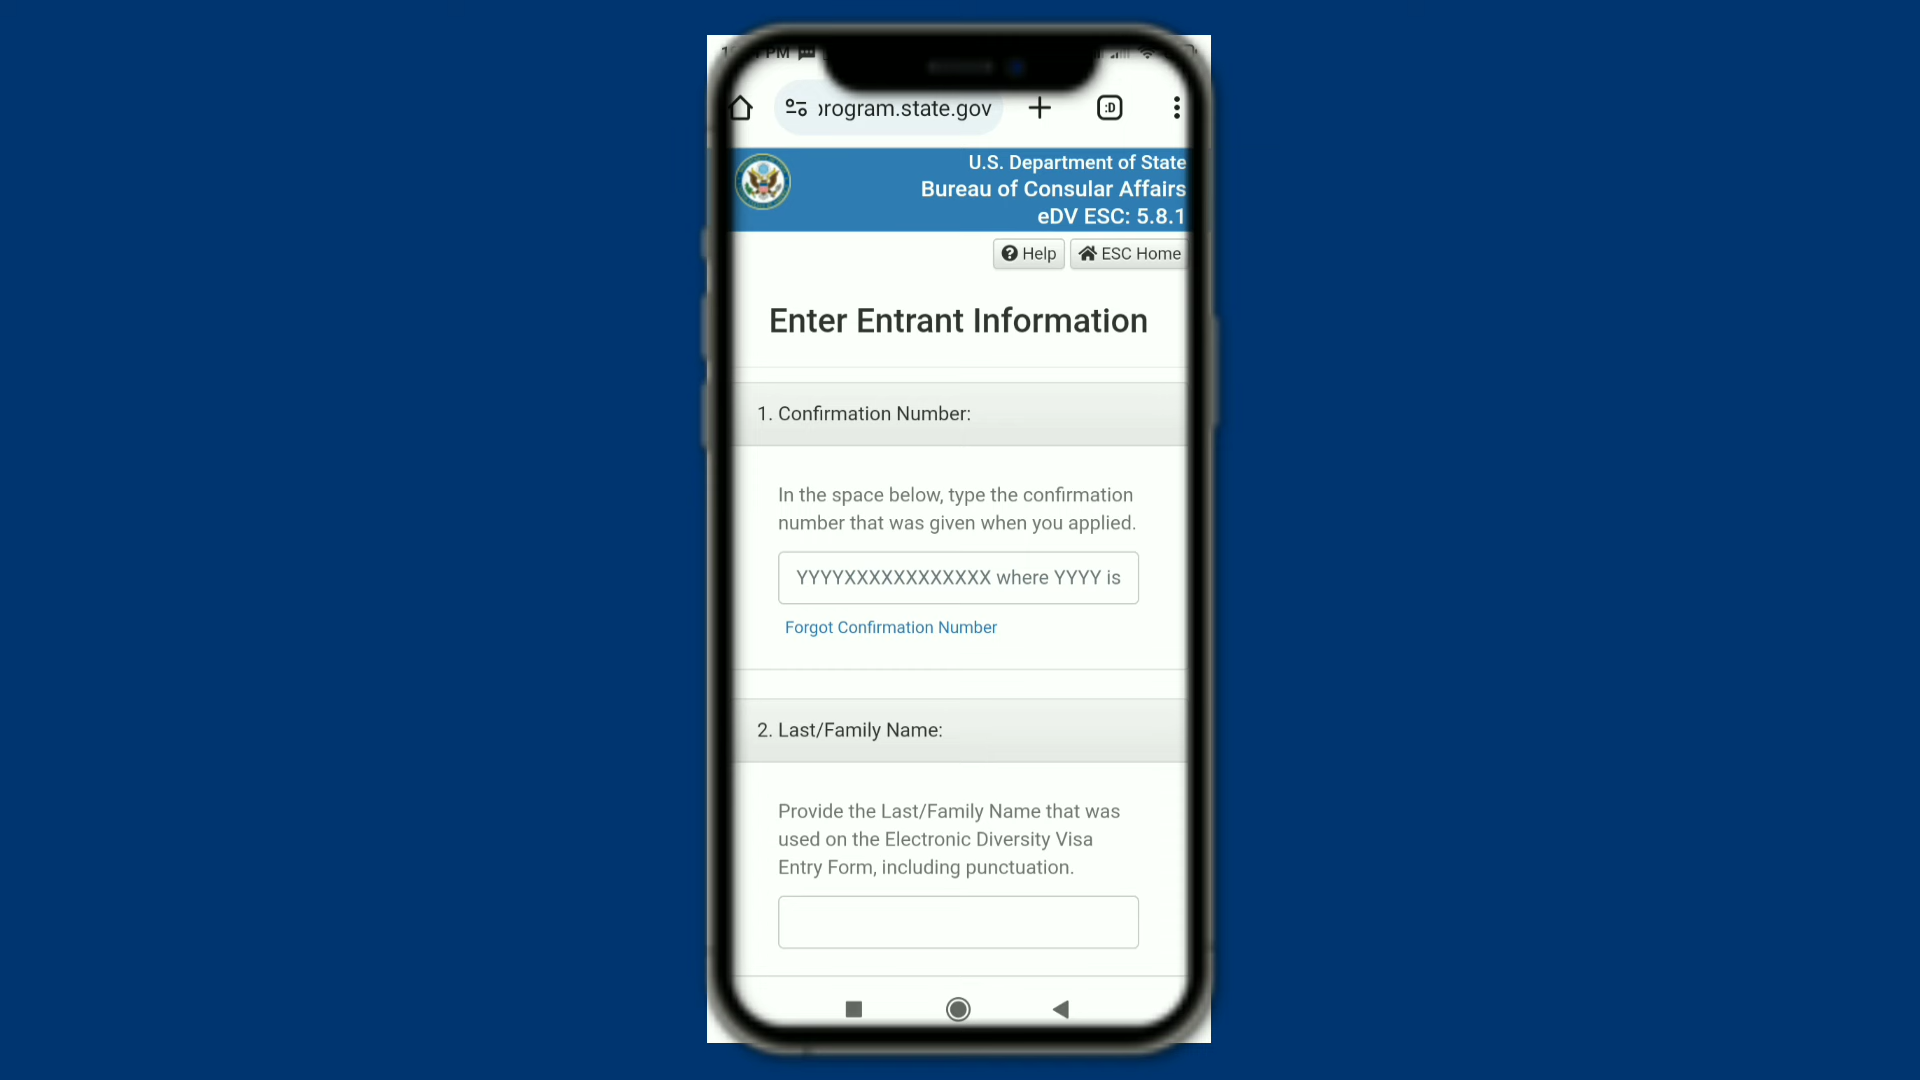 PM
program.state.gov
:D
U.S. Department of State
Bureau of Consular Affairs
eDV ESC: 5.8.1
Help
ESC Home
Enter Entrant Information
1. Confirmation Number:
In the space below, type the confirmation
number that was given when you applied.
YYYYXXXXXXXXXXXX where YYYY is
Forgot Confirmation Number
2. Last/Family Name:
Provide the Last/Family Name that was
used on the Electronic Diversity Visa
Entry Form, including punctuation.